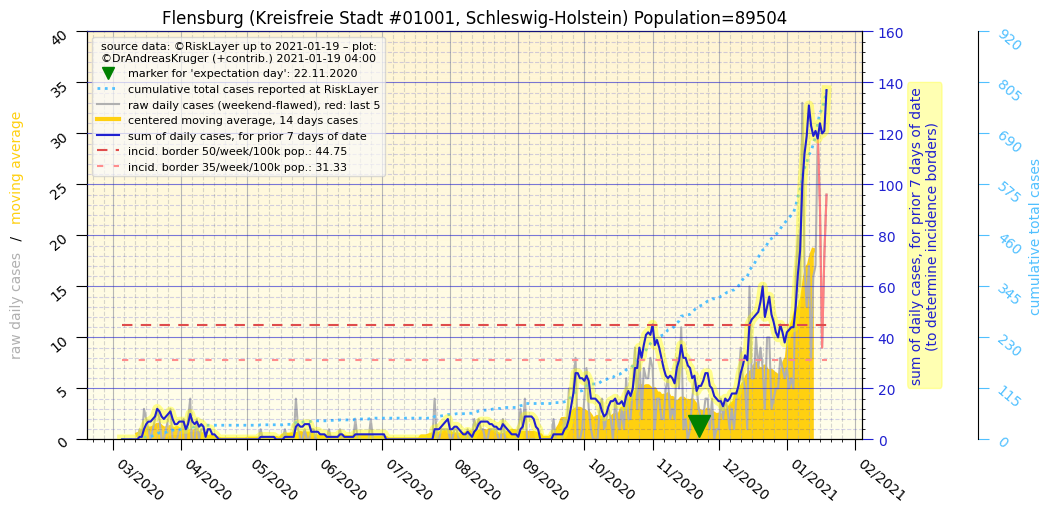 Flensburg (Kreisfreie Stadt #01001, Schleswig-Holstein) Population=89504
source data: ©RiskLayer up to 2021-01-19 – plot:
©DrAndreasKruger (+contrib.) 2021-01-19 04:00
marker for 'expectation day': 22.11.2020
cumulative total cases reported at RiskLayer
raw daily cases (weekend-flawed), red: last 5
centered moving average, 14 days cases
sum of daily cases, for prior 7 days of date
incid. border 50/week/100k pop.: 44.75
incid. border 35/week/100k pop.: 31.33
raw daily cases / moving average
40
35
30
25
20
15
10
5
0
03/2020
04/2020
05/2020
06/2020
07/2020
08/2020
09/2020
10/2020
11/2020
12/2020
01/2021
02/2021
160
140
120
100
80
60
40
20
0
sum of daily cases, for prior 7 days of date
(to determine incidence borders)
920
805
690
575
460
345
230
115
0
cumulative total cases